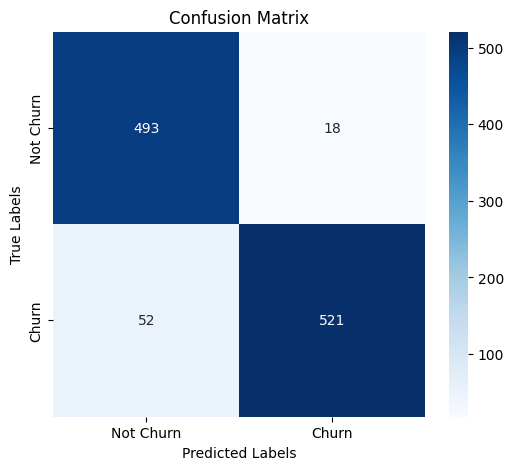 Confusion Matrix
True Labels
Not Churn
Churn
493
18
52
521
Not Churn
Churn
Predicted Labels
500
400
300
200
100